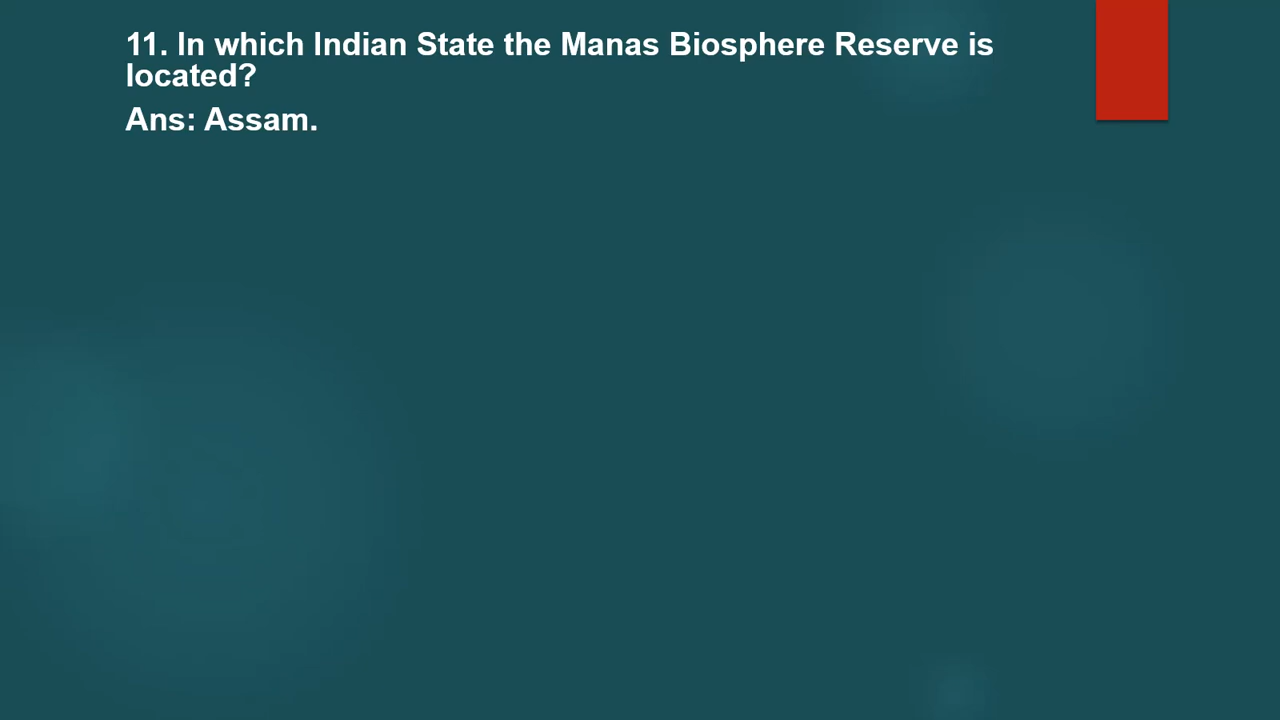 11. In which Indian State the Manas Biosphere Reserve is
located?
Ans: Assam.